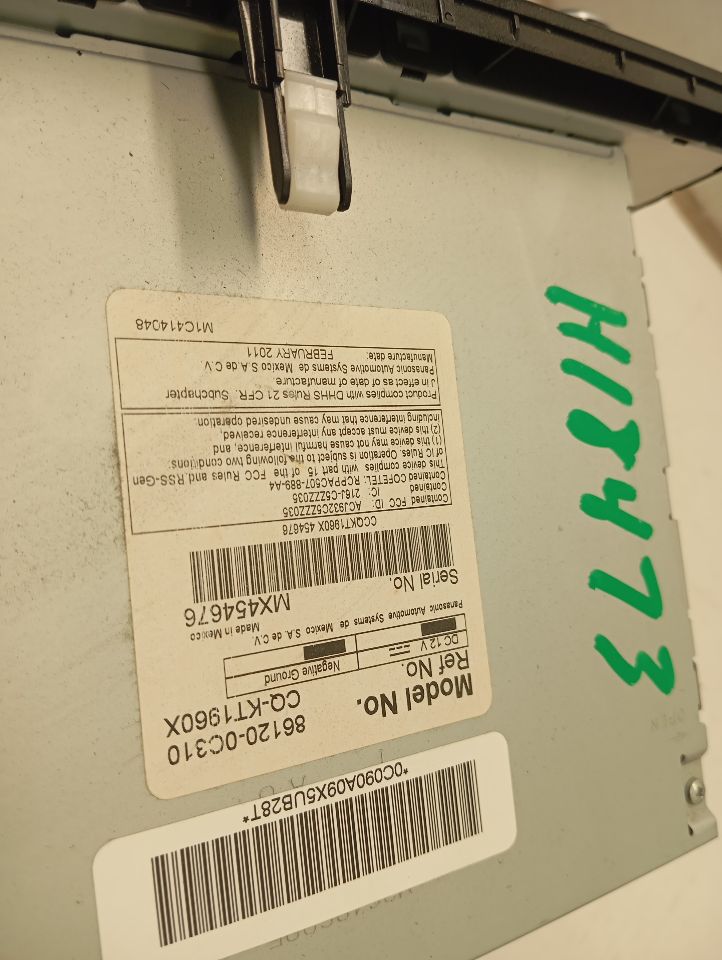 *0C090A09X5UB28T*
Model No. 86120-0C310
Ref No. CQ-KT1960X
DC 12 V Negative Ground
Panasonic Automotive Systems de Mexico S.A. de C.V. Made in Mexico
Serial No. MX454676
CCQKT1960X 454676
Contained FCC ID: ACJ932C5ZZZ035
Contained IC: 216J-C5ZZZ035
COFETEL: RCPPAC507-889-A4
This device complies with part 15 of the FCC Rules and RSS-Gen
of IC Rules. Operation is subject to the following two conditions:
(1) this device may not cause harmful interference, and
(2) this device must accept any interference received,
including interference that may cause undesired operation.
Product complies with DHHS Rules 21 CFR. Subchapter
J in effect as of date of manufacture
Panasonic Automotive Systems de Mexico S.A. de C.V.
Manufacture date: FEBRUARY 2011
M1C414048
H18473
OPEN